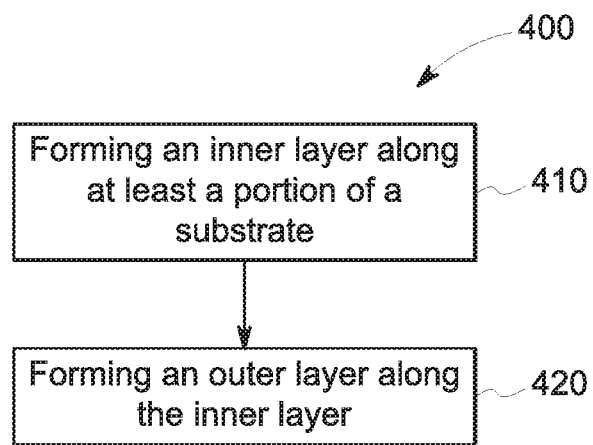 400
Forming an inner layer along
at least a portion of a
substrate
410
Forming an outer layer along
the inner layer
420